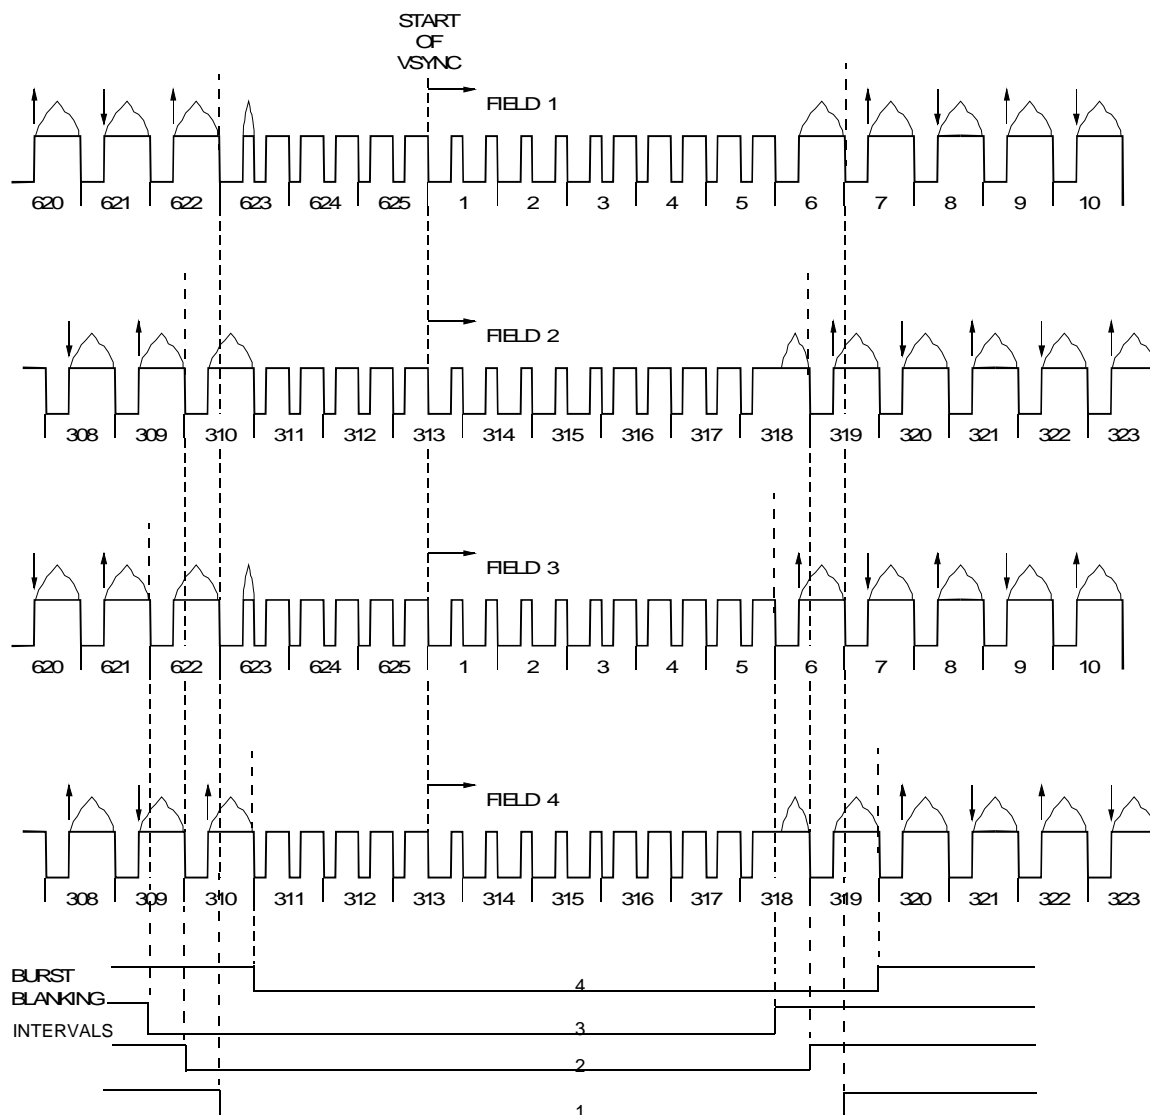 START
OF
VSYNC
FIELD 1
620 621 622 623 624 625 1 2 3 4 5 6 7 8 9 10
FIELD 2
308 309 310 311 312 313 314 315 316 317 318 319 320 321 322 323
FIELD 3
620 621 622 623 624 625 1 2 3 4 5 6 7 8 9 10
FIELD 4
308 309 310 311 312 313 314 315 316 317 318 319 320 321 322 323
BURST
BLANKING
INTERVALS
4
3
2
1